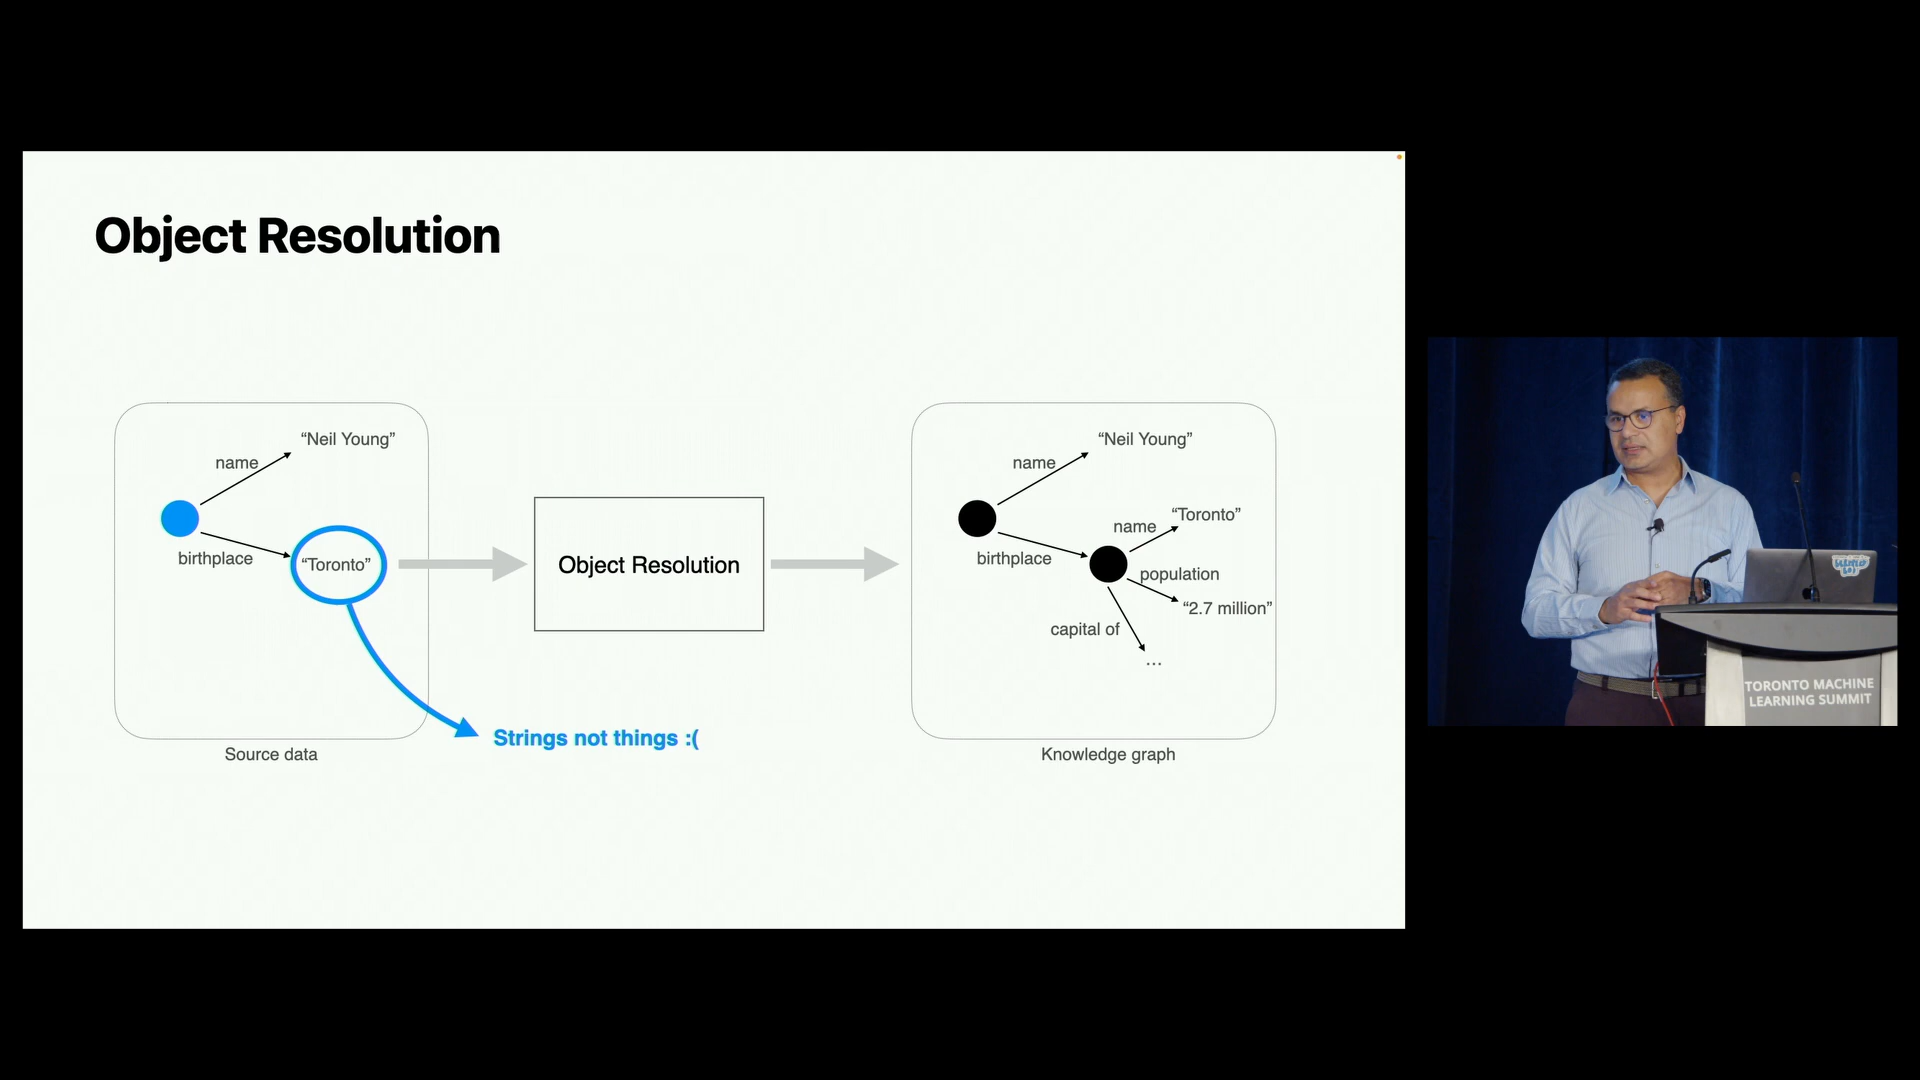 Object Resolution
“Neil Young”
name
birthplace
“Toronto”
Source data
Strings not things :(
Object Resolution
“Neil Young”
name
birthplace
name
“Toronto”
population
“2.7 million”
capital of
...
Knowledge graph
TORONTO MACHINE
LEARNING SUMMIT